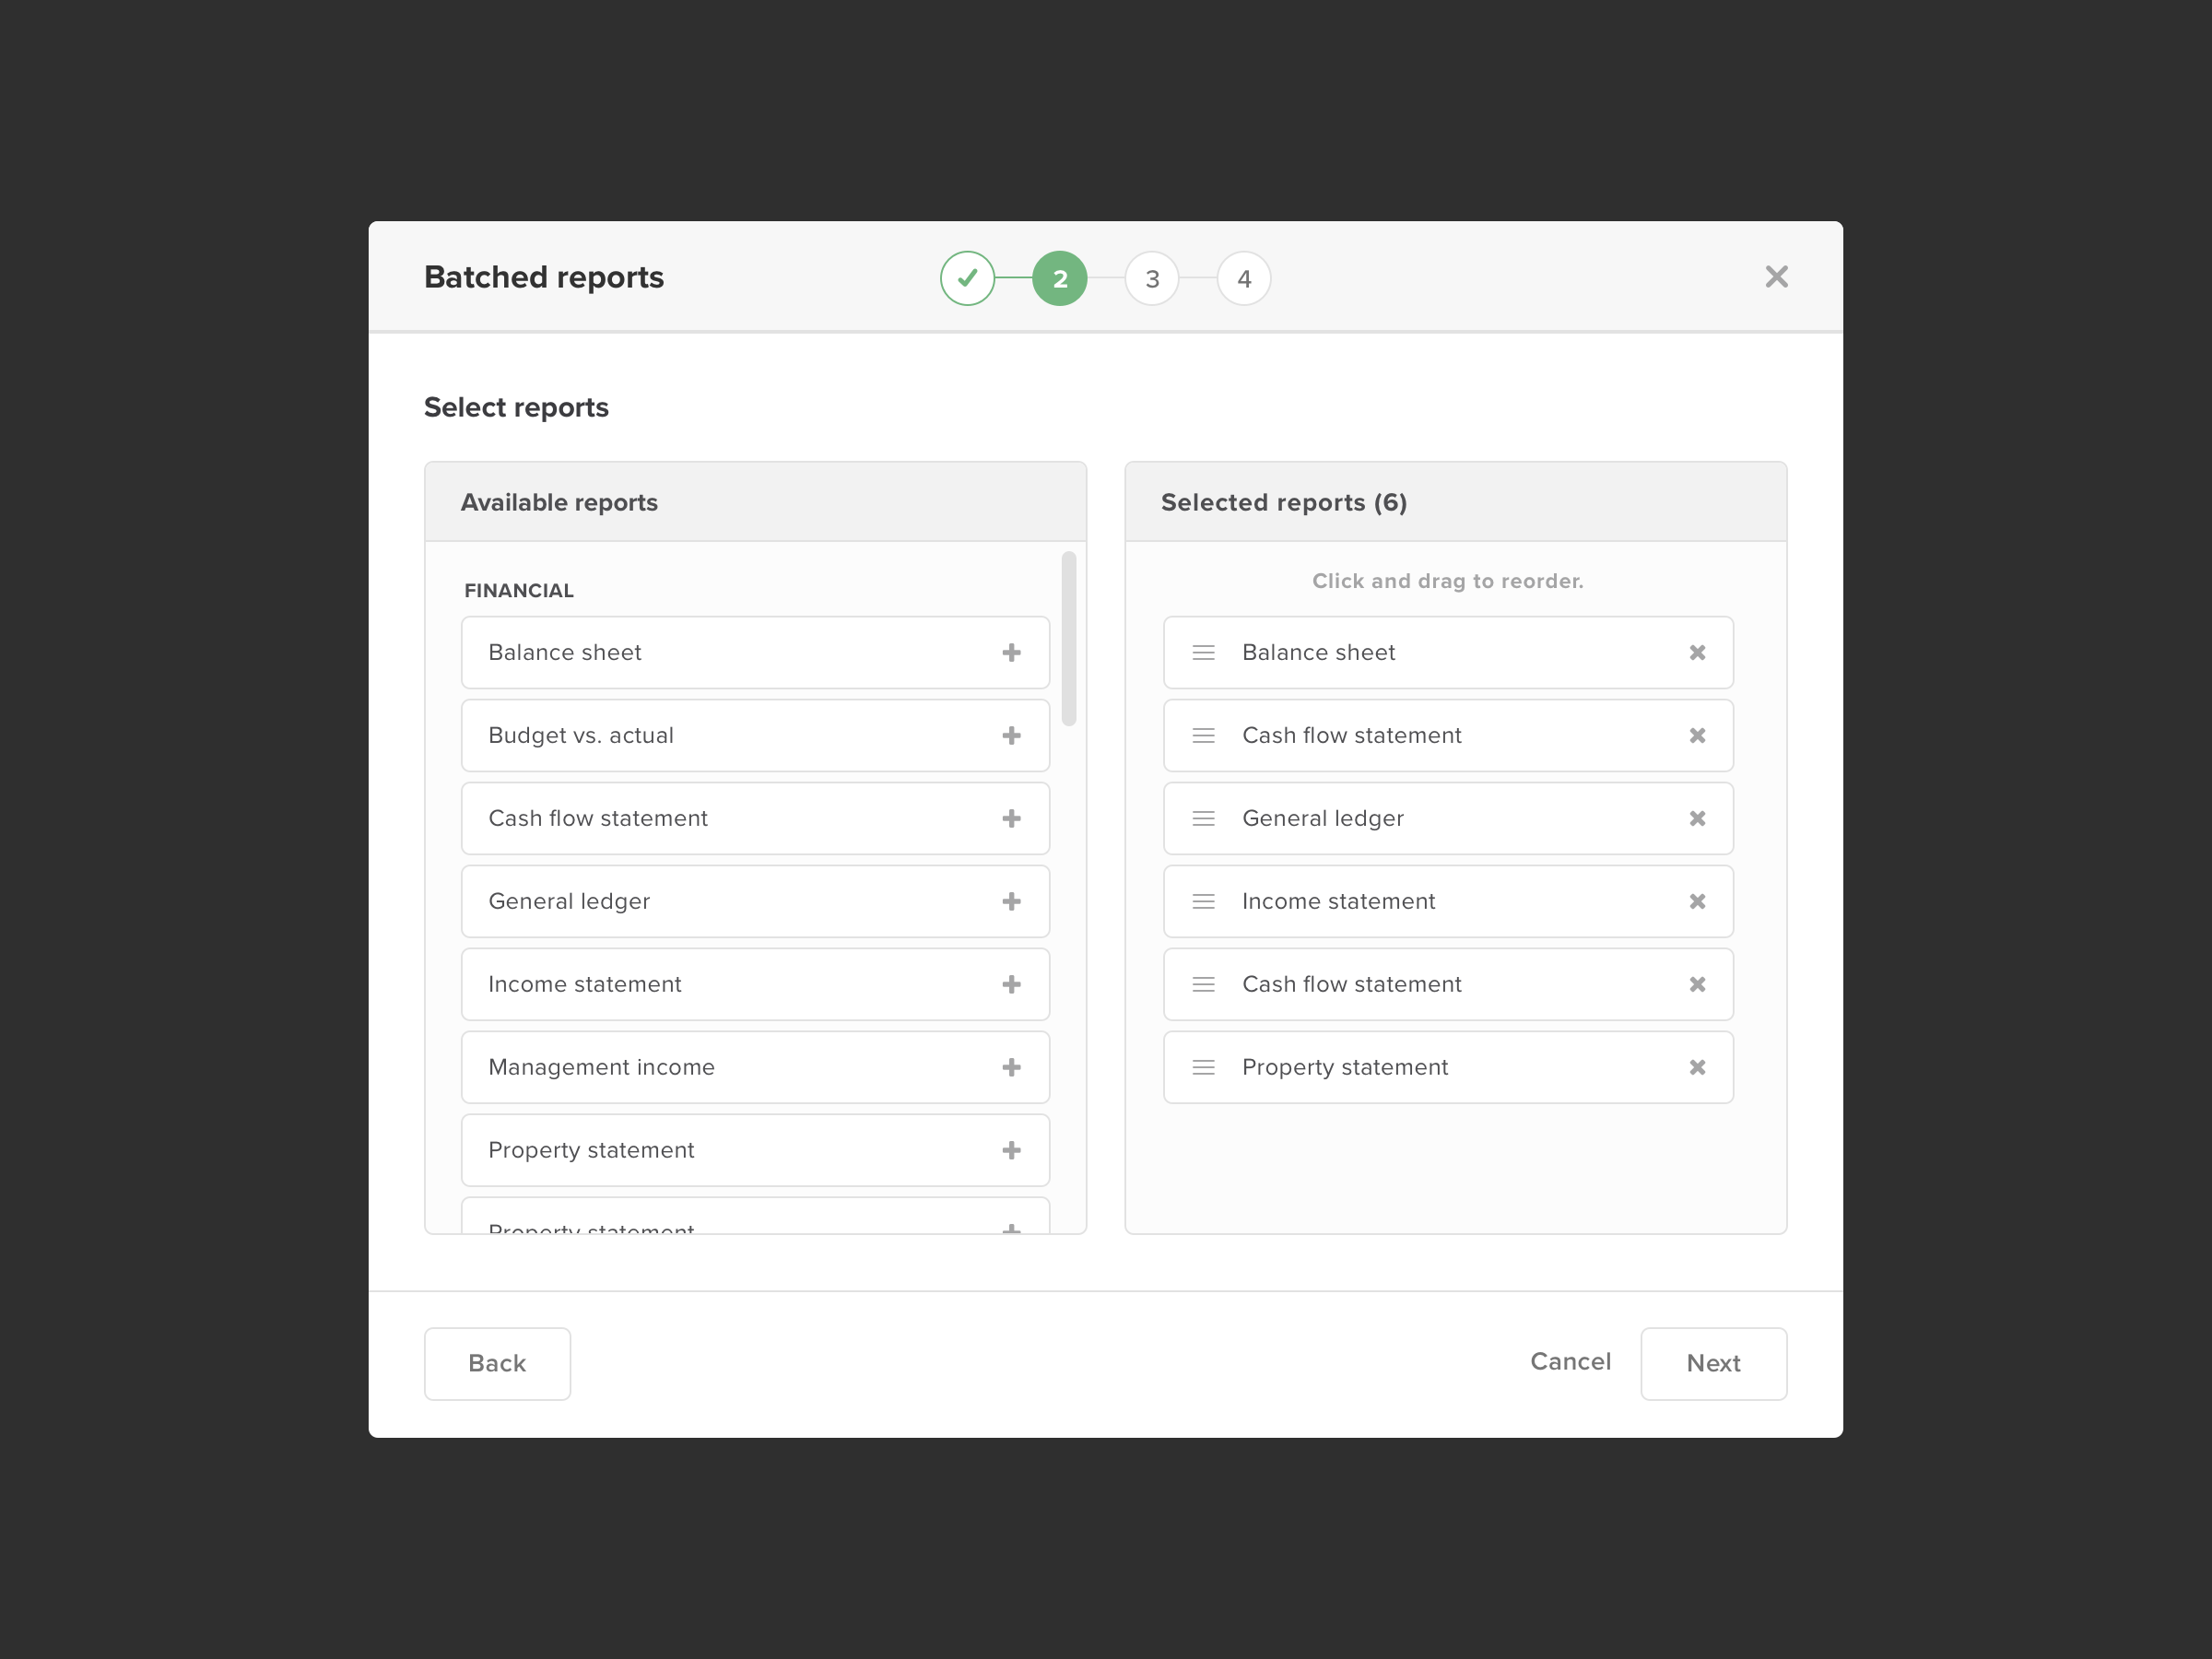 Batched reports
2
3
4
Select reports
Available reports
FINANCIAL
Balance sheet
Budget vs. actual
Cash flow statement
General ledger
Income statement
Management income
Property statement
Property statement
Selected reports (6)
Click and drag to reorder.
Balance sheet
Cash flow statement
General ledger
Income statement
Cash flow statement
Property statement
Back
Cancel
Next